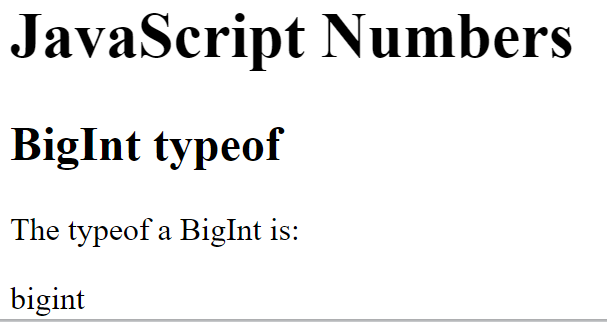 JavaScript Numbers
BigInt typeof
The typeof a BigInt is:
bigint